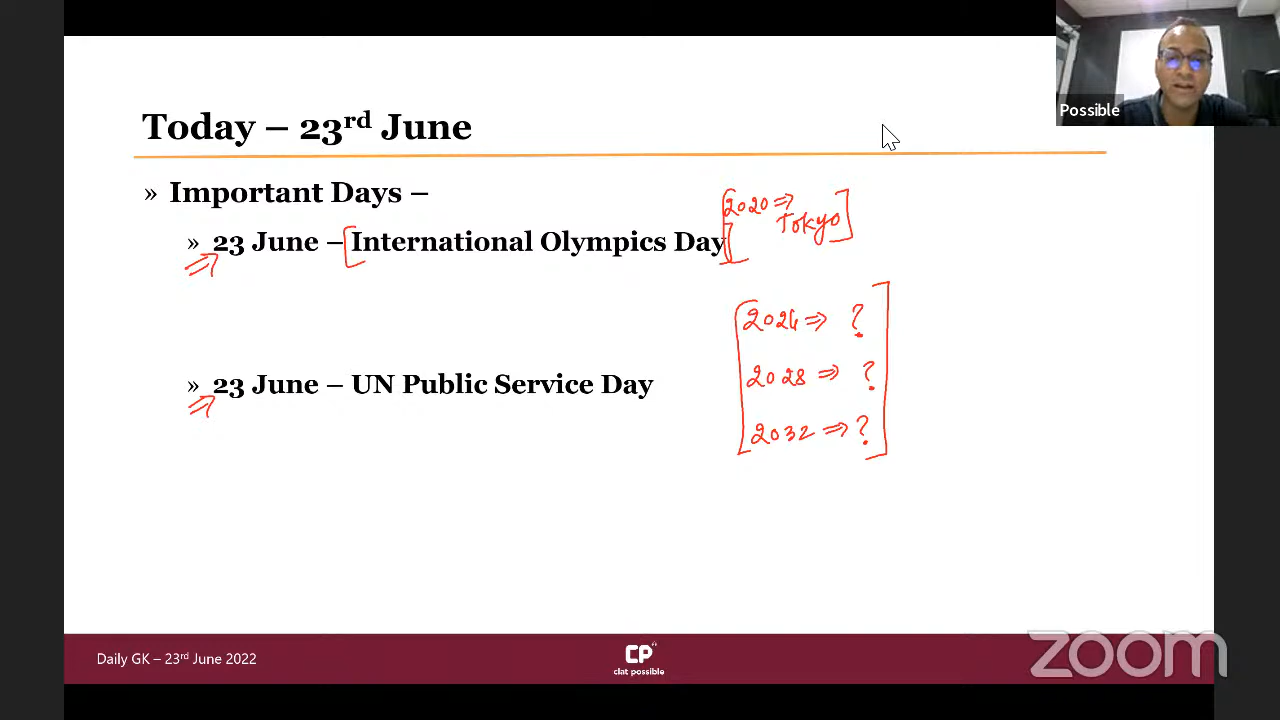 Possible
Today – 23rd June
» Important Days –
2020 ⇒
Tokyo
» 23 June – International Olympics Day
2024 ⇒ ?
2028 ⇒ ?
» 23 June – UN Public Service Day
2032 ⇒ ?
Daily GK – 23rd June 2022
CP
clat possible
zoom